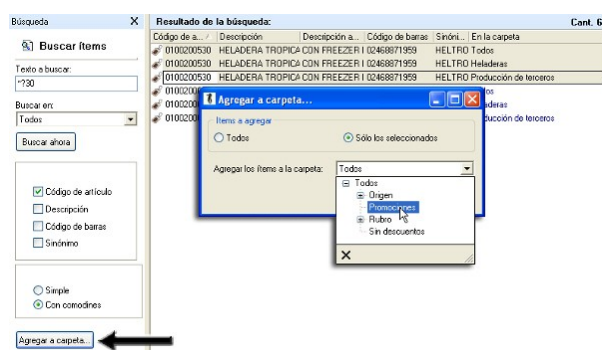 Búsqueda X
Buscar ítems
Texto a buscar:
*?30
Buscar en:
Todos
Buscar ahora
Código de artículo
Descripción
Código de barras
Sinónimo
Simple
Con comodines
Agregar a carpeta...
Resultado de la búsqueda: Cant. 6
Código de a... Descripción Descripción a... Código de barras Sinóni... En la carpeta
0100200530 HELADERA TROPICA CON FREEZER I 02468871959 HELTRO Todos
0100200530 HELADERA TROPICA CON FREEZER I 02468871959 HELTRO Heladeras
0100200530 HELADERA TROPICA CON FREEZER I 02468871959 HELTRO Producción de terceros
Agregar a carpeta...
Items a agregar
Todos Sólo los seleccionados
Agregar los ítems a la carpeta: Todos
Todos
Origen
Promociones
Rubro
Sin descuentos